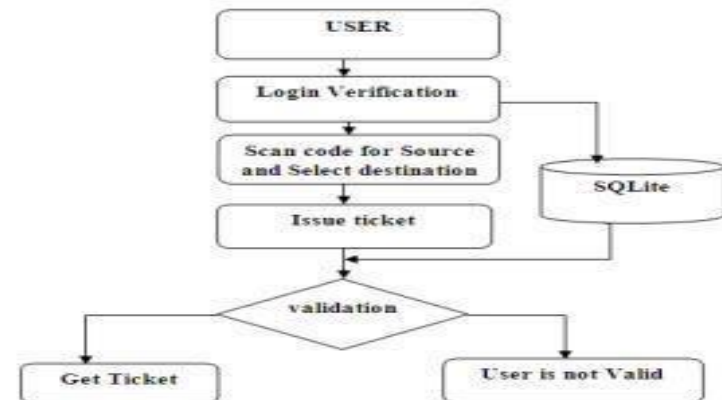 USER
Login Verification
Scan code for Source
and Select destination
SQLite
Issue ticket
validation
Get Ticket
User is not Valid